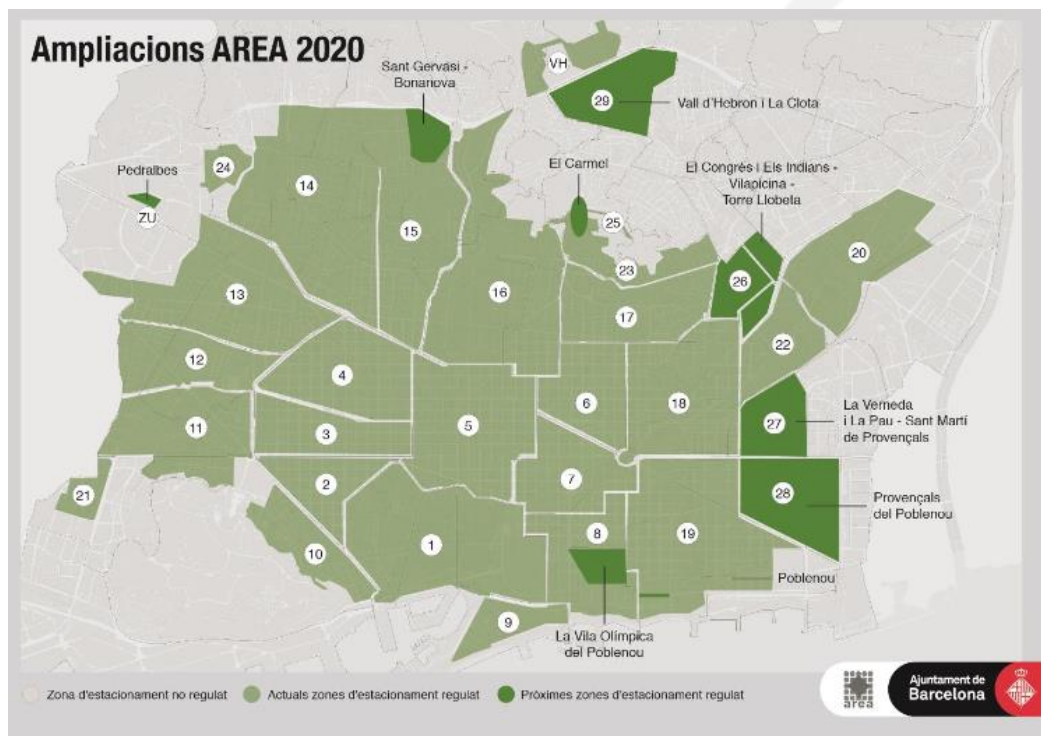 Ampliacions AREA 2020
Sant Gervasi -
Bonanova
VH
29
Vall d'Hebron i La Clota
Pedralbes
ZU
24
14
15
El Carmel
25
El Congrés i Els Indians -
Vilapicina -
Torre Llobeta
20
13
16
23
26
17
12
4
22
6
18
5
11
3
27
La Verneda
i La Pau - Sant Martí
de Provençals
21
2
7
28
Provençals
del Poblenou
10
1
8
19
Poblenou
9
La Vila Olímpica
del Poblenou
Zona d'estacionament no regulat
Actuals zones d'estacionament regulat
Pròximes zones d'estacionament regulat
area
Ajuntament de
Barcelona